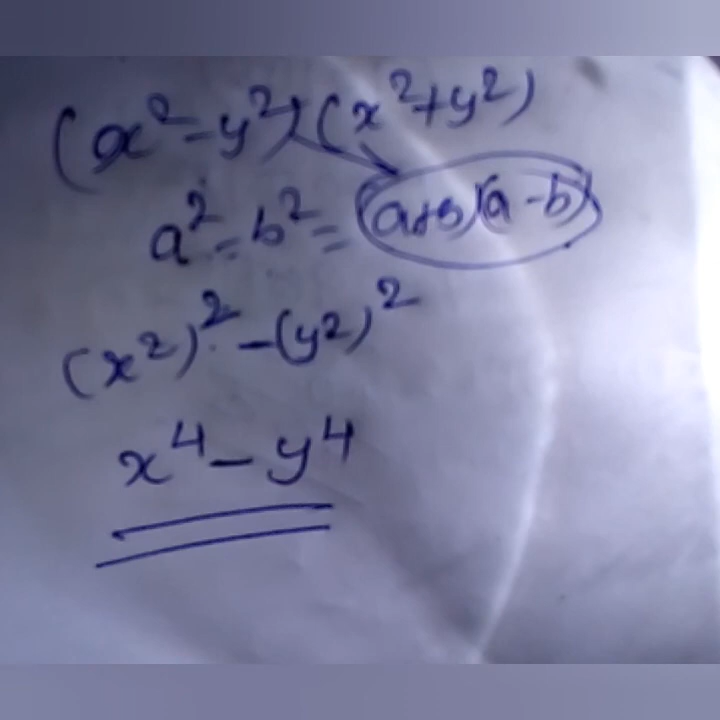 (x²-y²)(x²+y²)
a²-b²=(a+b)(a-b)
(x²)²-(y²)²
x⁴-y⁴